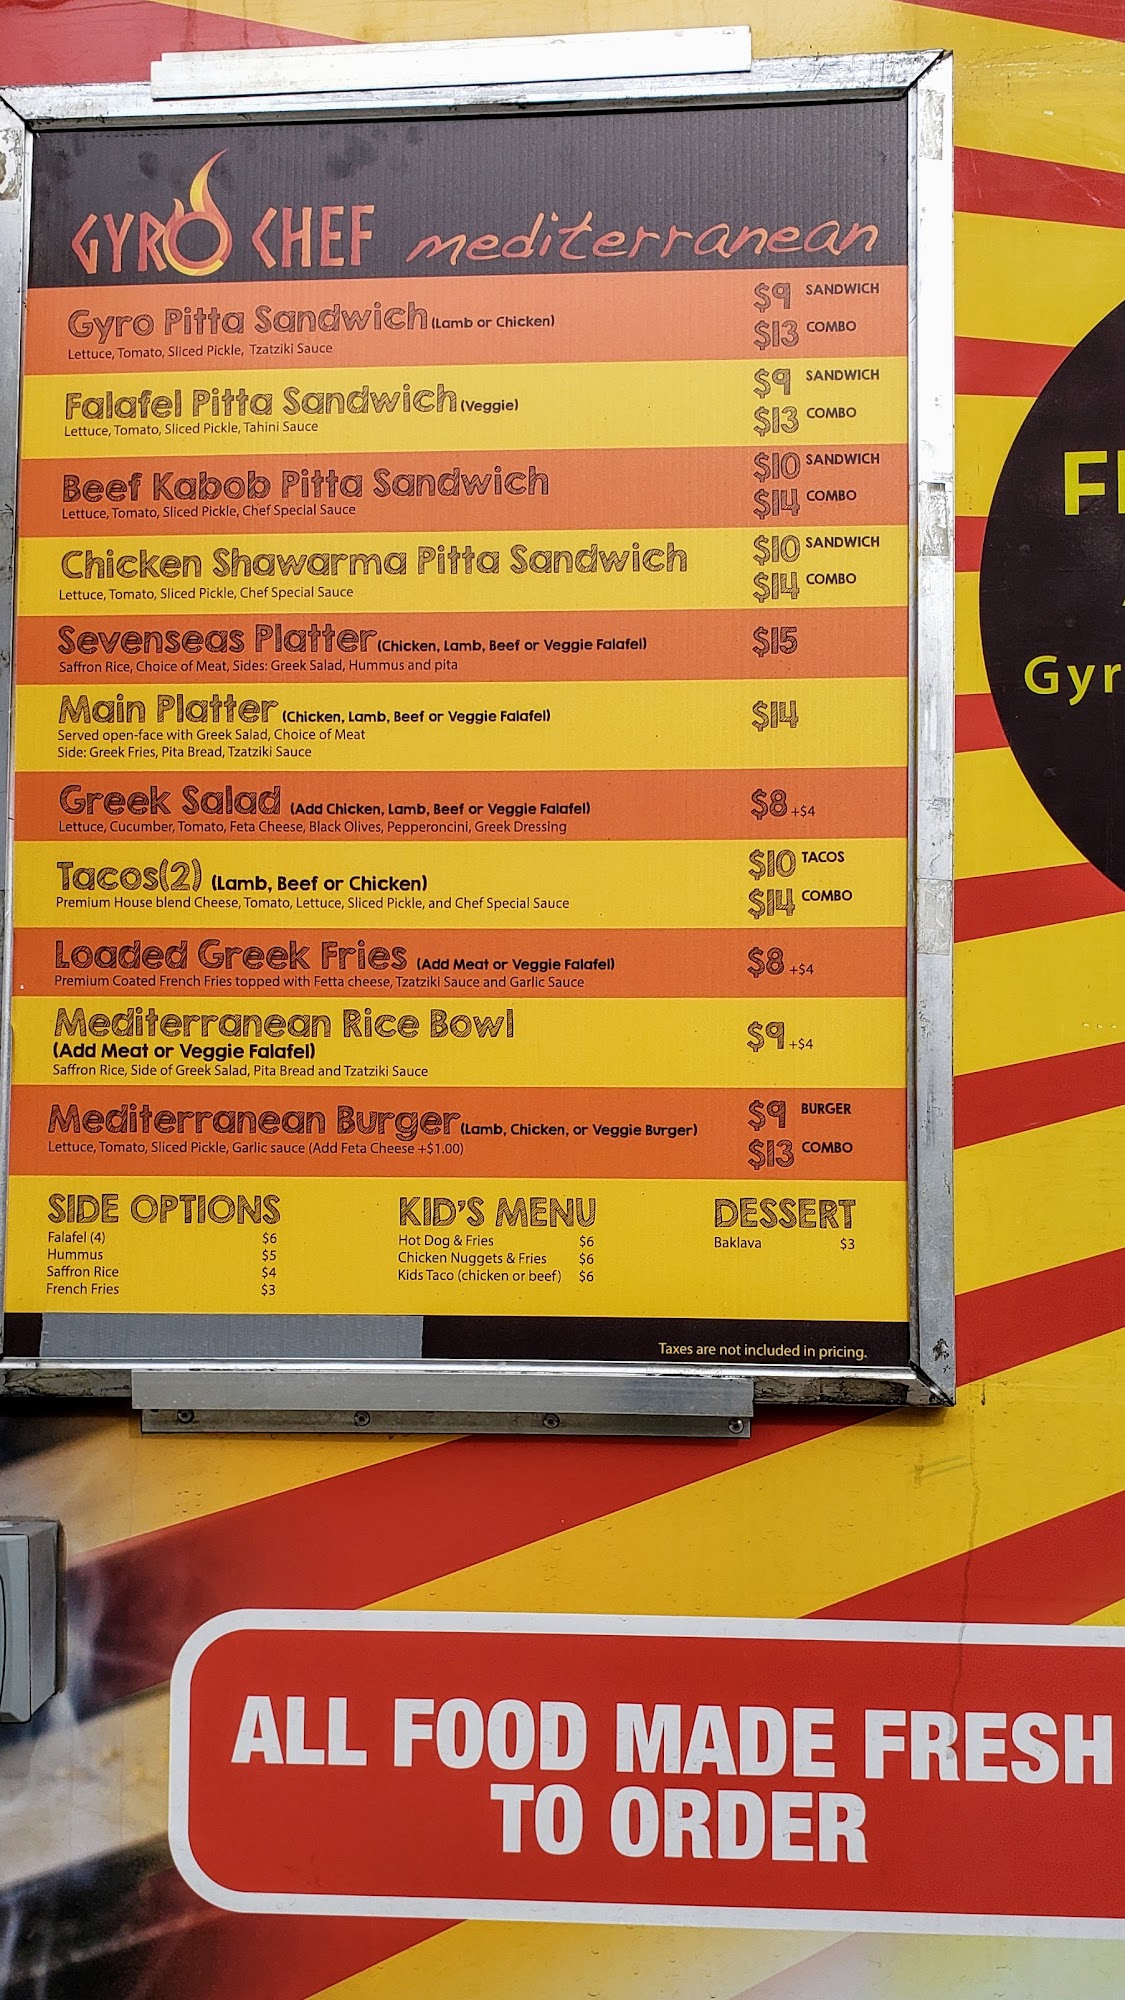 GYRO CHEF mediterranean
Gyro Pitta Sandwich (Lamb or Chicken) $9 SANDWICH
Lettuce, Tomato, Sliced Pickle, Tzatziki Sauce $13 COMBO
Falafel Pitta Sandwich (Veggie) $9 SANDWICH
Lettuce, Tomato, Sliced Pickle, Tahini Sauce $13 COMBO
Beef Kabob Pitta Sandwich $10 SANDWICH
Lettuce, Tomato, Sliced Pickle, Chef Special Sauce $14 COMBO
Chicken Shawarma Pitta Sandwich $10 SANDWICH
Lettuce, Tomato, Sliced Pickle, Chef Special Sauce $14 COMBO
Sevenseas Platter (Chicken, Lamb, Beef or Veggie Falafel) $15
Saffron Rice, Choice of Meat, Sides: Greek Salad, Hummus and pita
Main Platter (Chicken, Lamb, Beef or Veggie Falafel) $14
Served open-face with Greek Salad, Choice of Meat
Side: Greek Fries, Pita Bread, Tzatziki Sauce
Greek Salad (Add Chicken, Lamb, Beef or Veggie Falafel) $8 +$4
Lettuce, Cucumber, Tomato, Feta Cheese, Black Olives, Pepperoncini, Greek Dressing
Tacos(2) (Lamb, Beef or Chicken) $10 TACOS
Premium House blend Cheese, Tomato, Lettuce, Sliced Pickle, and Chef Special Sauce $14 COMBO
Loaded Greek Fries (Add Meat or Veggie Falafel) $8 +$4
Premium Coated French Fries topped with Fetta cheese, Tzatziki Sauce and Garlic Sauce
Mediterranean Rice Bowl $9 +$4
(Add Meat or Veggie Falafel)
Saffron Rice, Side of Greek Salad, Pita Bread and Tzatziki Sauce
Mediterranean Burger (Lamb, Chicken, or Veggie Burger) $9 BURGER
Lettuce, Tomato, Sliced Pickle, Garlic sauce (Add Feta Cheese +$1.00) $13 COMBO
SIDE OPTIONS
Falafel (4) $6
Hummus $5
Saffron Rice $4
French Fries $3
KID'S MENU
Hot Dog & Fries $6
Chicken Nuggets & Fries $6
Kids Taco (chicken or beef) $6
DESSERT
Baklava $3
Taxes are not included in pricing.
Gyr
ALL FOOD MADE FRESH
TO ORDER